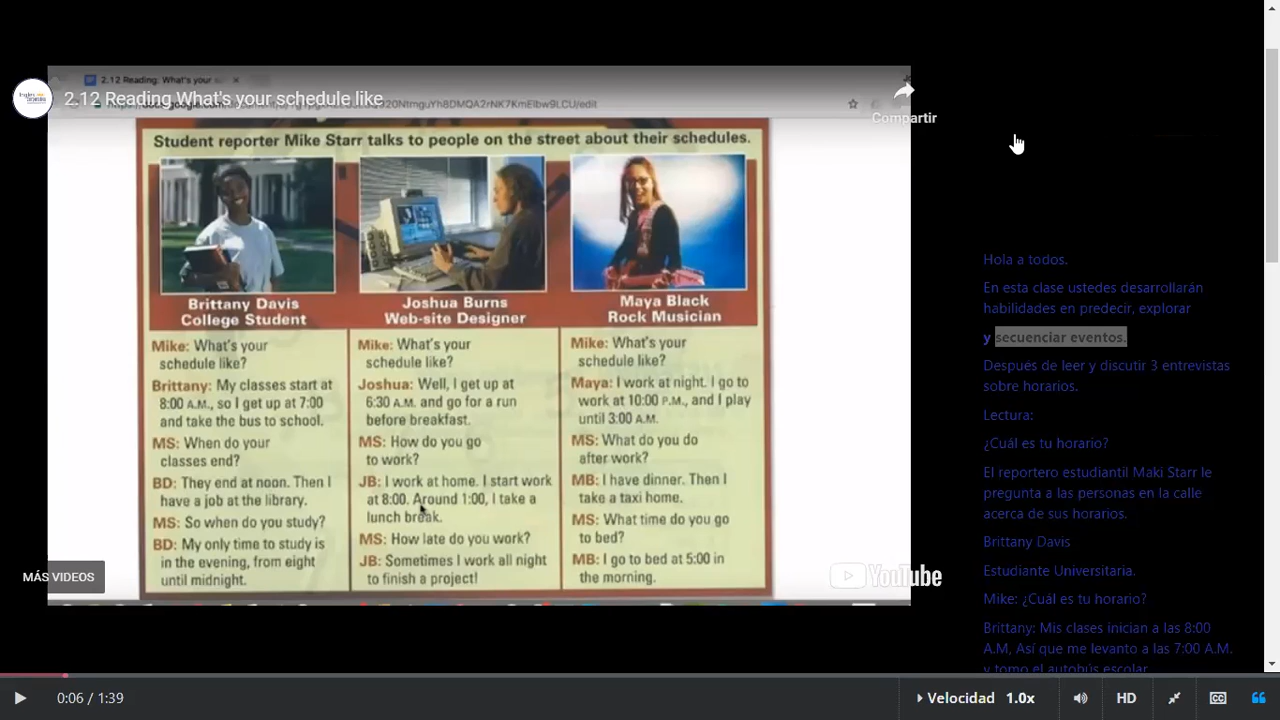 2.12 Reading: What's your
2.12 Reading What's your schedule like
Compartir
Student reporter Mike Starr talks to people on the street about their schedules.
Brittany Davis
College Student
Mike: What's your
schedule like?
Brittany: My classes start at
8:00 A.M., so I get up at 7:00
and take the bus to school.
MS: When do your
classes end?
BD: They end at noon. Then I
have a job at the library.
MS: So when do you study?
BD: My only time to study is
in the evening, from eight
until midnight.
Joshua Burns
Web-site Designer
Mike: What's your
schedule like?
Joshua: Well, I get up at
6:30 A.M. and go for a run
before breakfast.
MS: How do you go
to work?
JB: I work at home. I start work
at 8:00. Around 1:00, I take a
lunch break.
MS: How late do you work?
JB: Sometimes I work all night
to finish a project!
Maya Black
Rock Musician
Mike: What's your
schedule like?
Maya: I work at night. I go to
work at 10:00 P.M., and I play
until 3:00 A.M.
MS: What do you do
after work?
MB: I have dinner. Then I
take a taxi home.
MS: What time do you go
to bed?
MB: I go to bed at 5:00 in
the morning.
MÁS VIDEOS
YouTube
Hola a todos.
En esta clase ustedes desarrollarán
habilidades en predecir, explorar
y secuenciar eventos.
Después de leer y discutir 3 entrevistas
sobre horarios.
Lectura:
¿Cuál es tu horario?
El reportero estudiantil Maki Starr le
pregunta a las personas en la calle
acerca de sus horarios.
Brittany Davis
Estudiante Universitaria.
Mike: ¿Cuál es tu horario?
Brittany: Mis clases inician a las 8:00
A.M, Así que me levanto a las 7:00 A.M.
y tomo el autobús escolar
0:06 / 1:39
Velocidad 1.0x
HD
CC